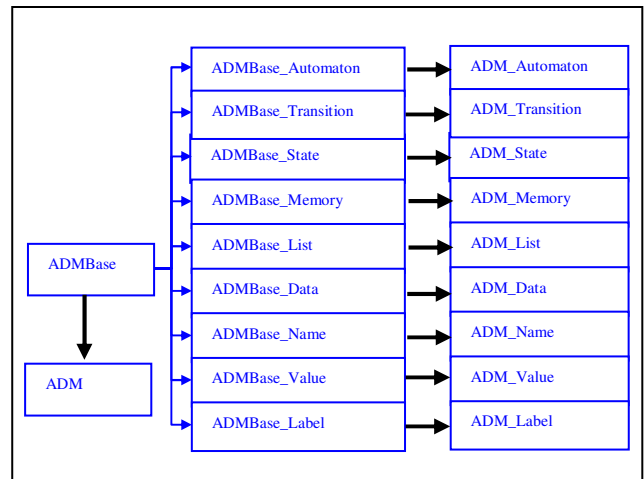 ADMBase_Automaton ADM_Automaton
ADMBase_Transition ADM_Transition
ADMBase_State ADM_State
ADMBase_Memory ADM_Memory
ADMBase_List ADM_List
ADMBase
ADMBase_Data ADM_Data
ADMBase_Name ADM_Name
ADMBase_Value ADM_Value
ADM
ADMBase_Label ADM_Label